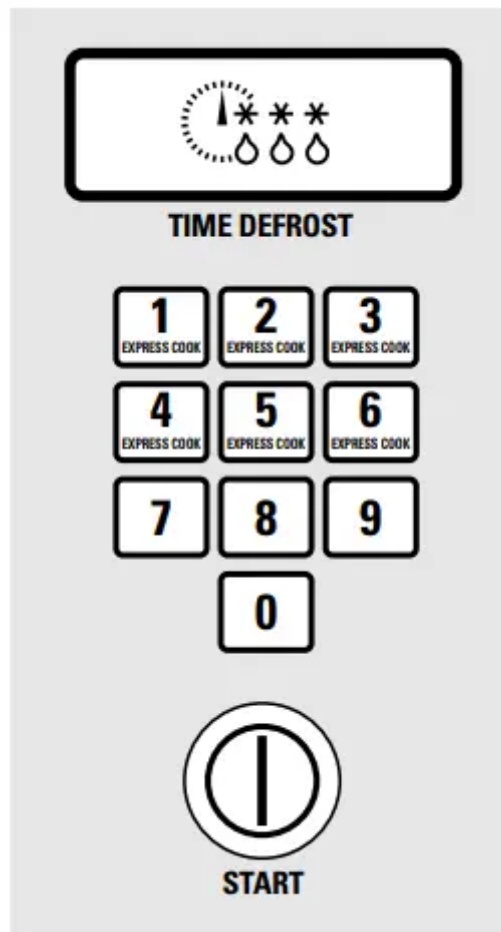 TIME DEFROST
1 2 3
EXPRESS COOK EXPRESS COOK EXPRESS COOK
4 5 6
EXPRESS COOK EXPRESS COOK EXPRESS COOK
7 8 9
0
START